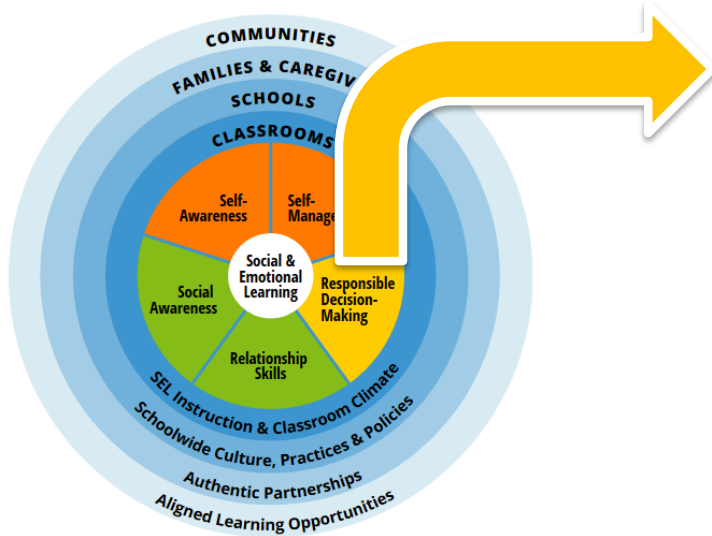 COMMUNITIES
FAMILIES & CAREGIV
SCHOOLS
CLASSROOMS
Self-
Awareness
Self-
Manage
Social &
Emotional
Learning
Social
Awareness
Responsible
Decision-
Making
Relationship
Skills
SEL Instruction & Classroom Climate
Schoolwide Culture, Practices & Policies
Authentic Partnerships
Aligned Learning Opportunities